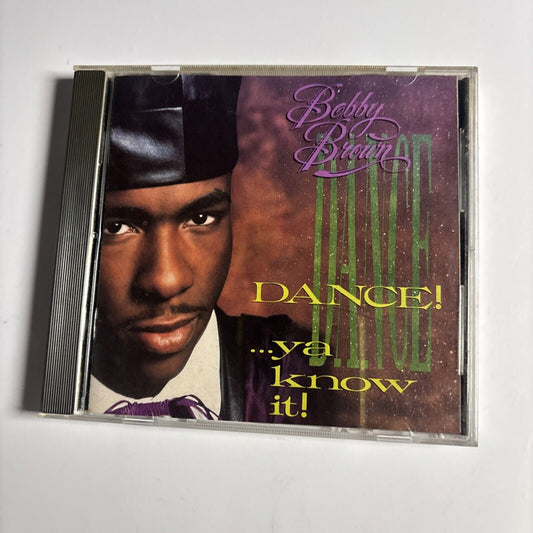 Bobby
Brown
DANCE
DANCE!
...ya
know
it!